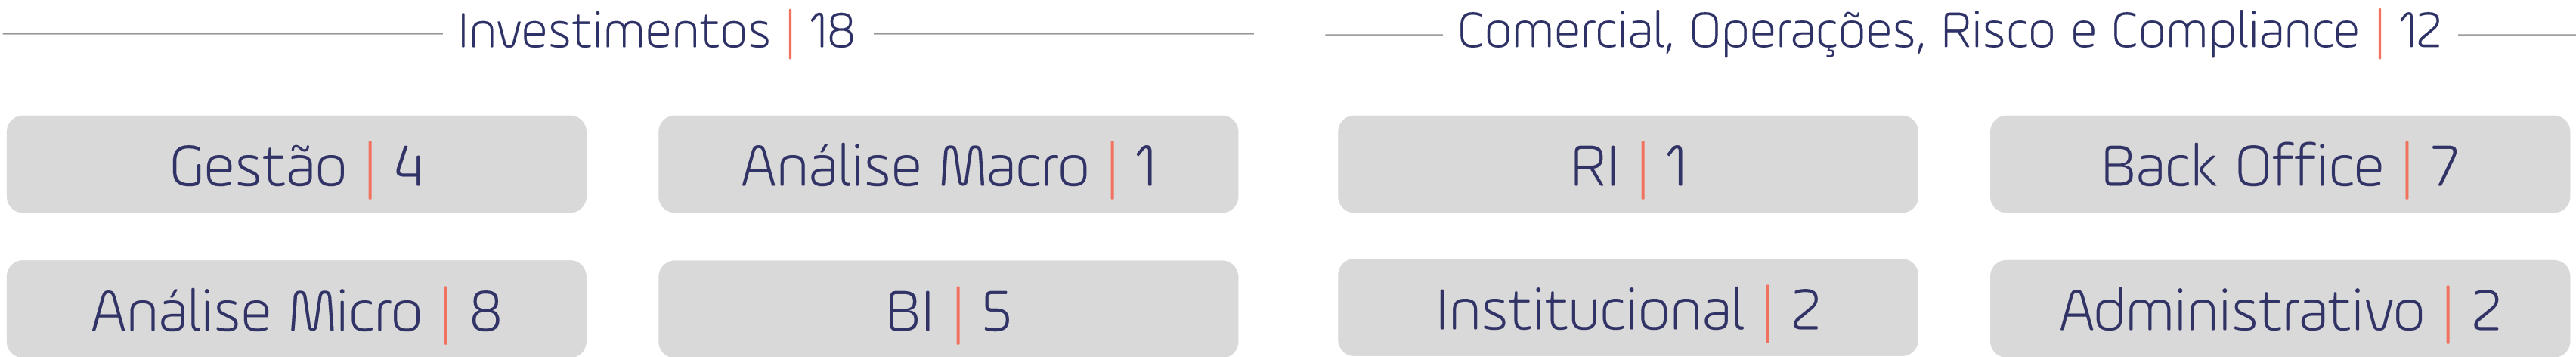 Investimentos | 18
Comercial, Operações, Risco e Compliance | 12
Gestão | 4
Análise Macro | 1
RI | 1
Back Office | 7
Análise Micro | 8
BI | 5
Institucional | 2
Administrativo | 2